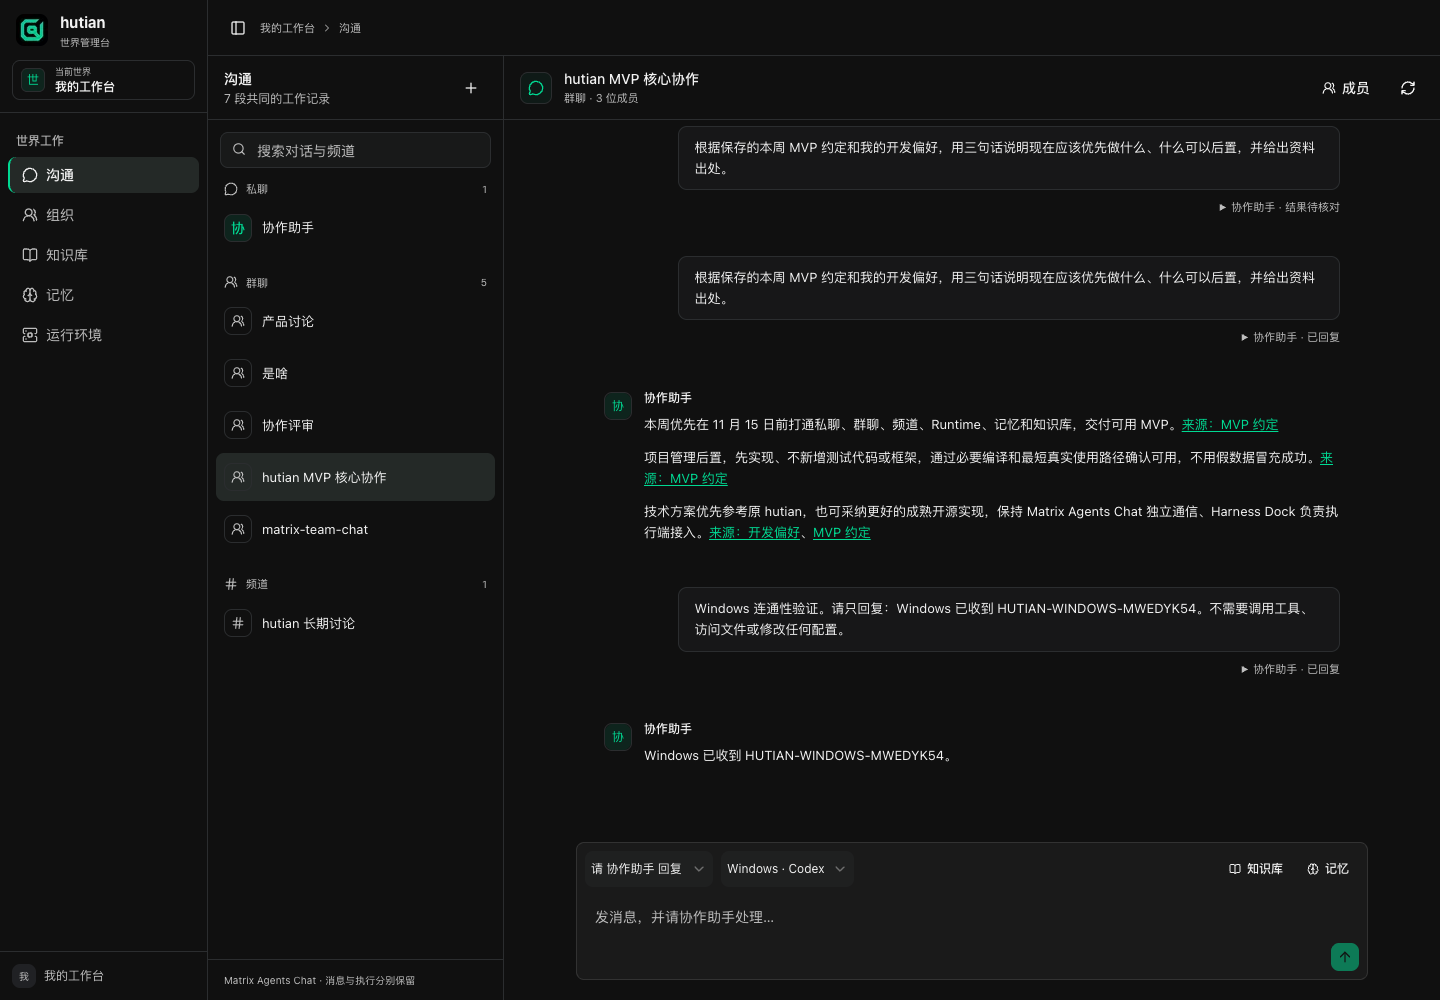 hutian
世界管理台
世
当前世界
我的工作台
世界工作
沟通
组织
知识库
记忆
运行环境
我
我的工作台
我的工作台
沟通
沟通
7 段共同的工作记录
搜索对话与频道
私聊
1
协
协作助手
群聊
5
产品讨论
是啥
协作评审
hutian MVP 核心协作
matrix-team-chat
频道
1
hutian 长期讨论
Matrix Agents Chat · 消息与执行分别保留
hutian MVP 核心协作
群聊 · 3 位成员
成员
根据保存的本周 MVP 约定和我的开发偏好，用三句话说明现在应该优先做什么、什么可以后置，并给出资料
出处。
▶ 协作助手 · 结果待核对
根据保存的本周 MVP 约定和我的开发偏好，用三句话说明现在应该优先做什么、什么可以后置，并给出资料
出处。
▶ 协作助手 · 已回复
协
协作助手
本周优先在 11 月 15 日前打通私聊、群聊、频道、Runtime、记忆和知识库，交付可用 MVP。来源：MVP 约定
项目管理后置，先实现、不新增测试代码或框架，通过必要编译和最短真实使用路径确认可用，不用假数据冒充成功。来
源：MVP 约定
技术方案优先参考原 hutian，也可采纳更好的成熟开源实现，保持 Matrix Agents Chat 独立通信、Harness Dock 负责执
行端接入。来源：开发偏好、MVP 约定
Windows 连通性验证。请只回复：Windows 已收到 HUTIAN-WINDOWS-MWEDYK54。不需要调用工具、
访问文件或修改任何配置。
▶ 协作助手 · 已回复
协
协作助手
Windows 已收到 HUTIAN-WINDOWS-MWEDYK54。
请 协作助手 回复
Windows · Codex
知识库
记忆
发消息，并请协作助手处理...